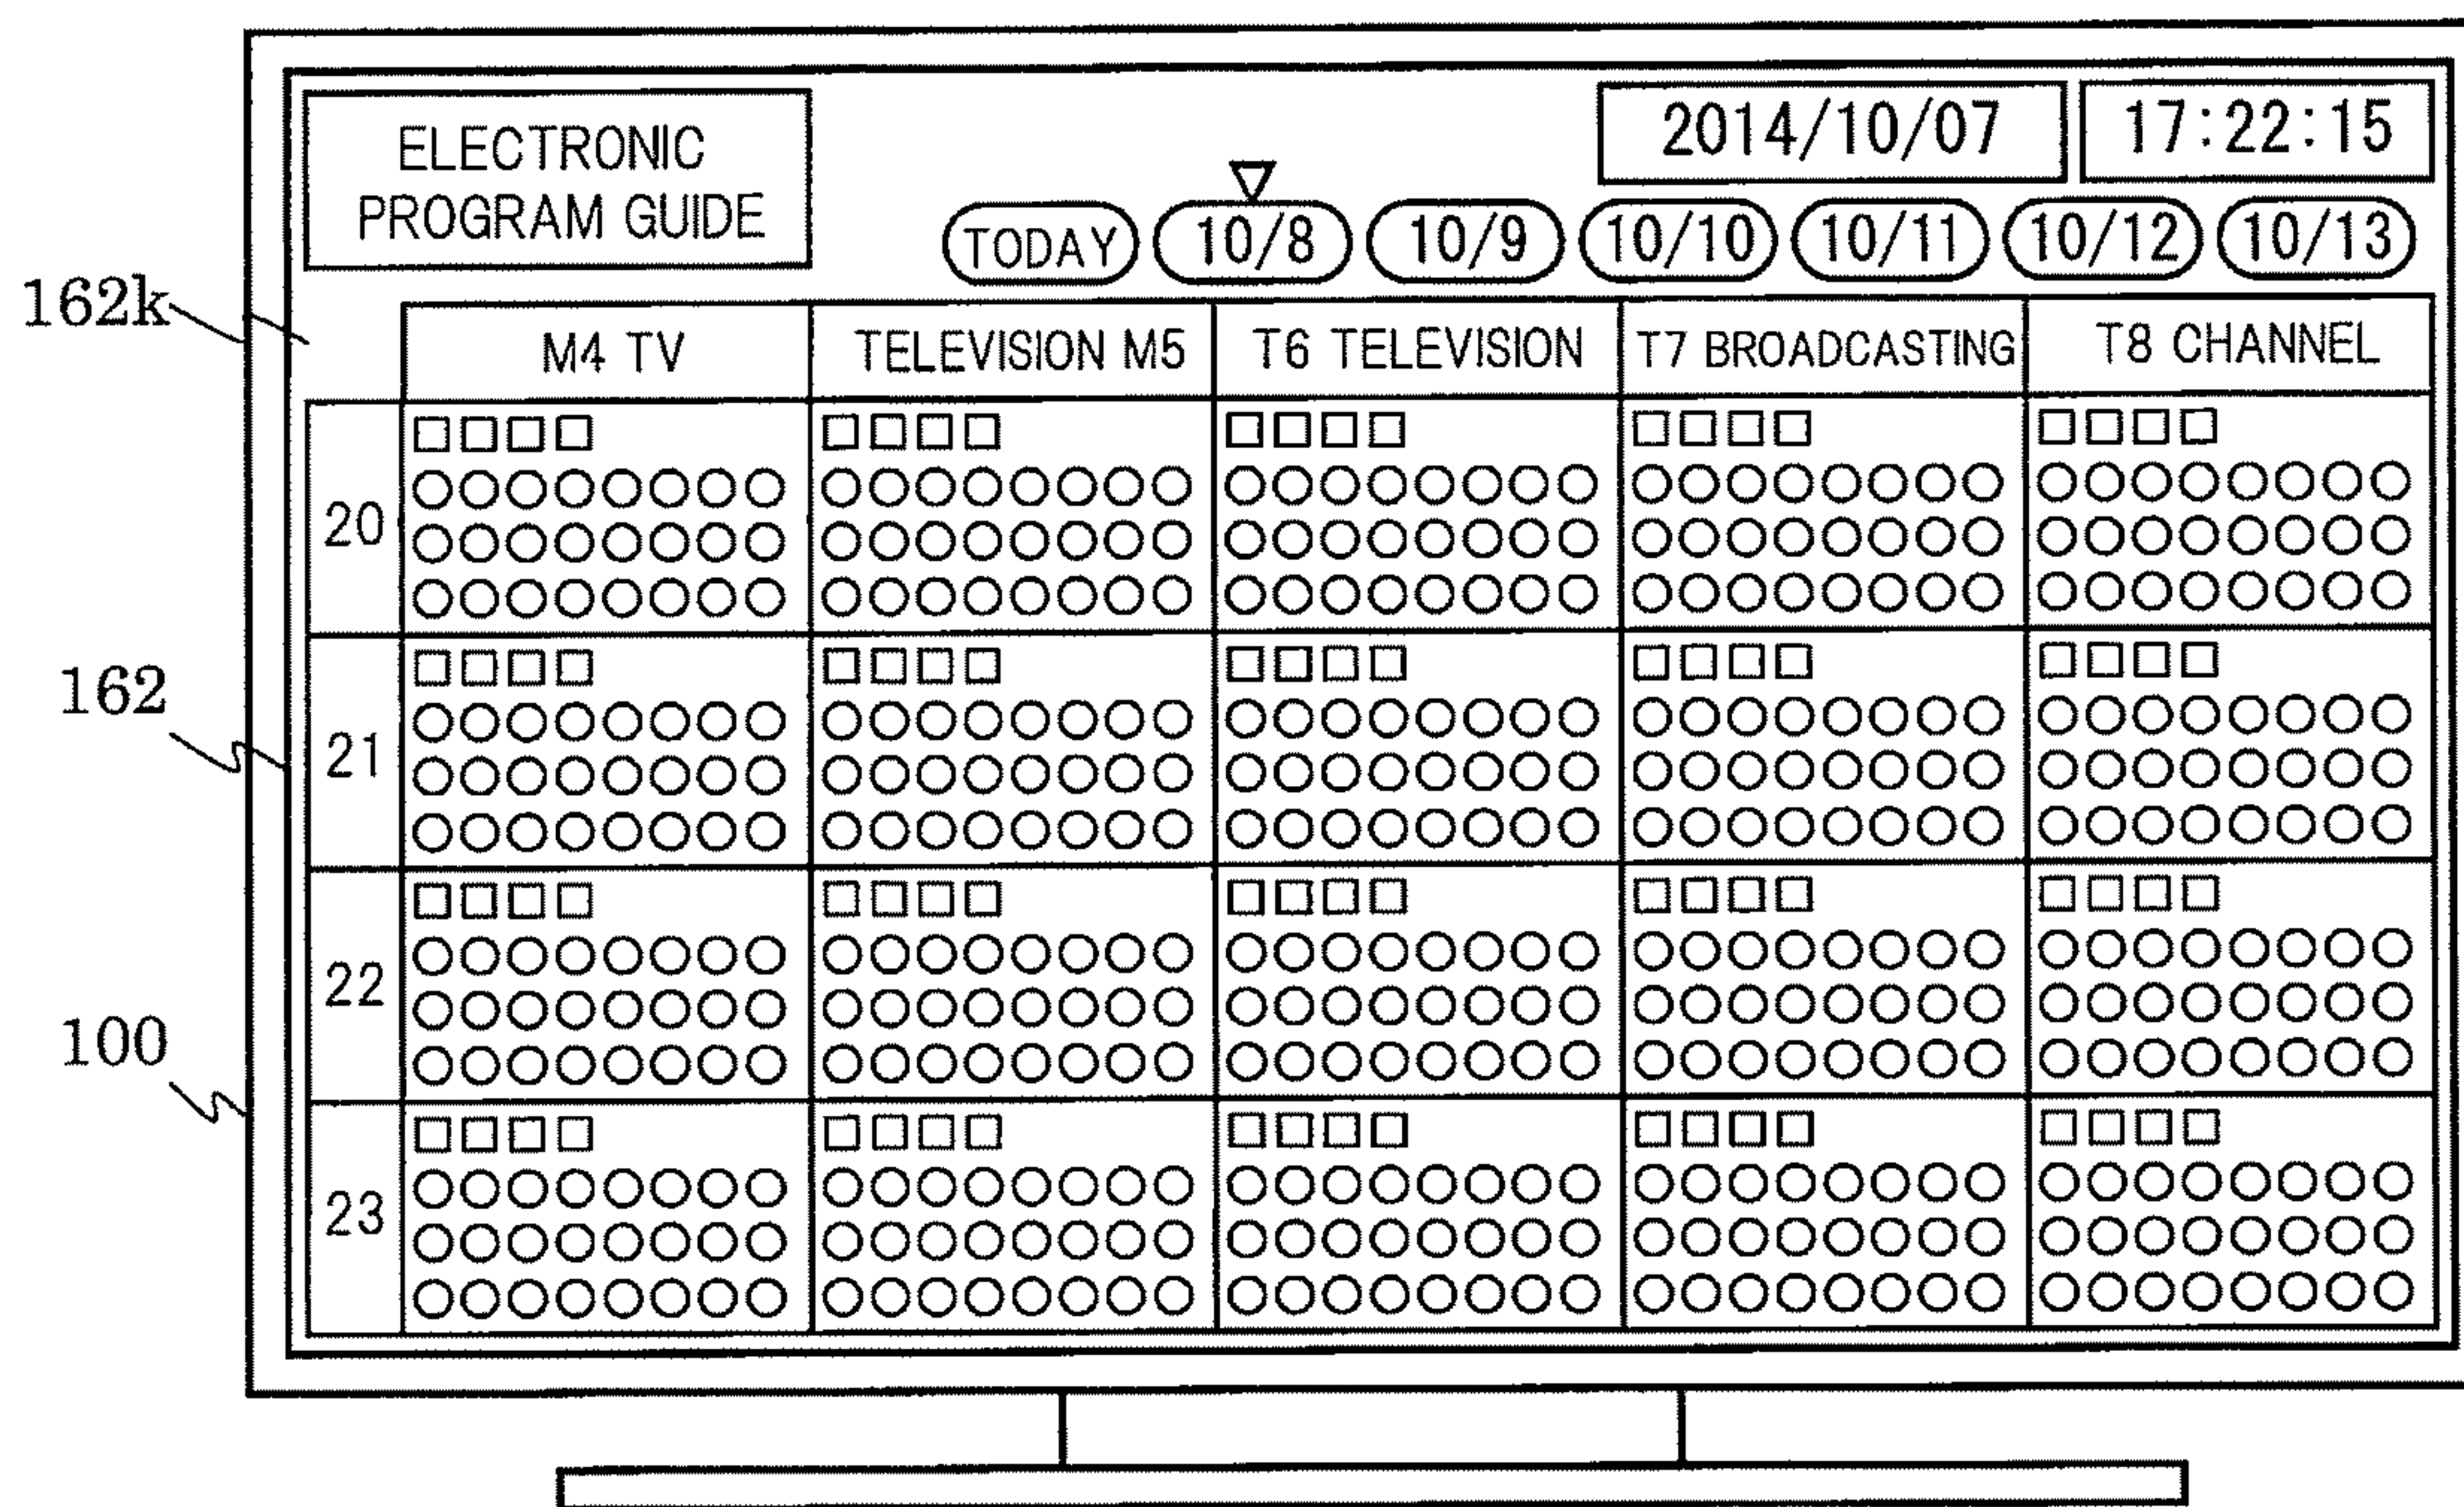 ELECTRONIC
PROGRAM GUIDE
2014/10/07 17:22:15
TODAY 10/8 10/9 10/10 10/11 10/12 10/13
162k
M4 TV TELEVISION M5 T6 TELEVISION T7 BROADCASTING T8 CHANNEL
□□□□ □□□□ □□□□ □□□□ □□□□
○○○○○○○○ ○○○○○○○○ ○○○○○○○○ ○○○○○○○○ ○○○○○○○○
20 ○○○○○○○○ ○○○○○○○○ ○○○○○○○○ ○○○○○○○○ ○○○○○○○○
○○○○○○○○ ○○○○○○○○ ○○○○○○○○ ○○○○○○○○ ○○○○○○○○
□□□□ □□□□ □□□□ □□□□ □□□□
162
○○○○○○○○ ○○○○○○○○ ○○○○○○○○ ○○○○○○○○ ○○○○○○○○
21 ○○○○○○○○ ○○○○○○○○ ○○○○○○○○ ○○○○○○○○ ○○○○○○○○
○○○○○○○○ ○○○○○○○○ ○○○○○○○○ ○○○○○○○○ ○○○○○○○○
□□□□ □□□□ □□□□ □□□□ □□□□
○○○○○○○○ ○○○○○○○○ ○○○○○○○○ ○○○○○○○○ ○○○○○○○○
22 ○○○○○○○○ ○○○○○○○○ ○○○○○○○○ ○○○○○○○○ ○○○○○○○○
100
○○○○○○○○ ○○○○○○○○ ○○○○○○○○ ○○○○○○○○ ○○○○○○○○
□□□□ □□□□ □□□□ □□□□ □□□□
○○○○○○○○ ○○○○○○○○ ○○○○○○○○ ○○○○○○○○ ○○○○○○○○
23 ○○○○○○○○ ○○○○○○○○ ○○○○○○○○ ○○○○○○○○ ○○○○○○○○
○○○○○○○○ ○○○○○○○○ ○○○○○○○○ ○○○○○○○○ ○○○○○○○○